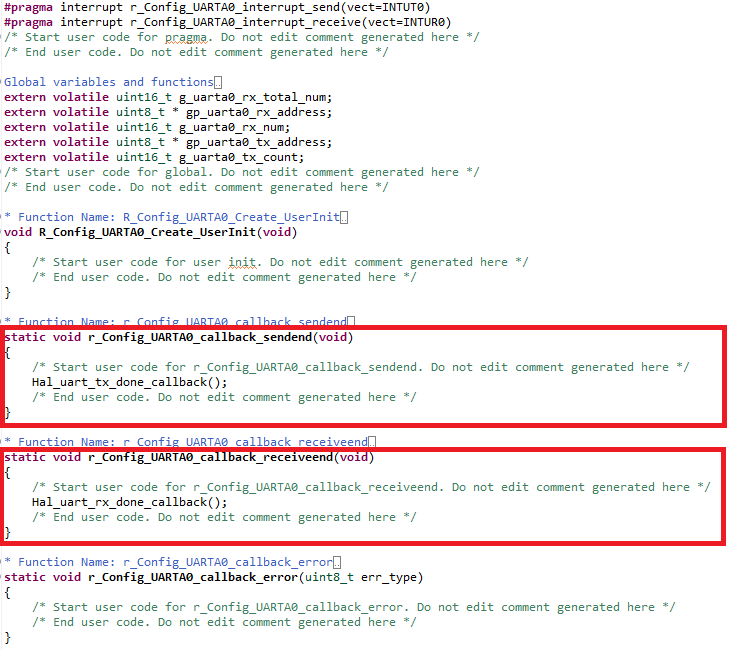 #pragma interrupt r_Config_UARTA0_interrupt_send(vect=INTUT0)
#pragma interrupt r_Config_UARTA0_interrupt_receive(vect=INTUR0)
/* Start user code for pragma. Do not edit comment generated here */
/* End user code. Do not edit comment generated here */
Global variables and functions
extern volatile uint16_t g_uarta0_rx_total_num;
extern volatile uint8_t * gp_uarta0_rx_address;
extern volatile uint16_t g_uarta0_rx_num;
extern volatile uint8_t * gp_uarta0_tx_address;
extern volatile uint16_t g_uarta0_tx_count;
/* Start user code for global. Do not edit comment generated here */
/* End user code. Do not edit comment generated here */
* Function Name: R_Config_UARTA0_Create_UserInit
void R_Config_UARTA0_Create_UserInit(void)
{
/* Start user code for user init. Do not edit comment generated here */
/* End user code. Do not edit comment generated here */
}
* Function Name: r_Config_UARTA0_callback_sendend
static void r_Config_UARTA0_callback_sendend(void)
{
/* Start user code for r_Config_UARTA0_callback_sendend. Do not edit comment generated here */
Hal_uart_tx_done_callback();
/* End user code. Do not edit comment generated here */
}
* Function Name: r_Config_UARTA0_callback_receiveend
static void r_Config_UARTA0_callback_receiveend(void)
{
/* Start user code for r_Config_UARTA0_callback_receiveend. Do not edit comment generated here */
Hal_uart_rx_done_callback();
/* End user code. Do not edit comment generated here */
}
* Function Name: r_Config_UARTA0_callback_error
static void r_Config_UARTA0_callback_error(uint8_t err_type)
{
/* Start user code for r_Config_UARTA0_callback_error. Do not edit comment generated here */
/* End user code. Do not edit comment generated here */
}